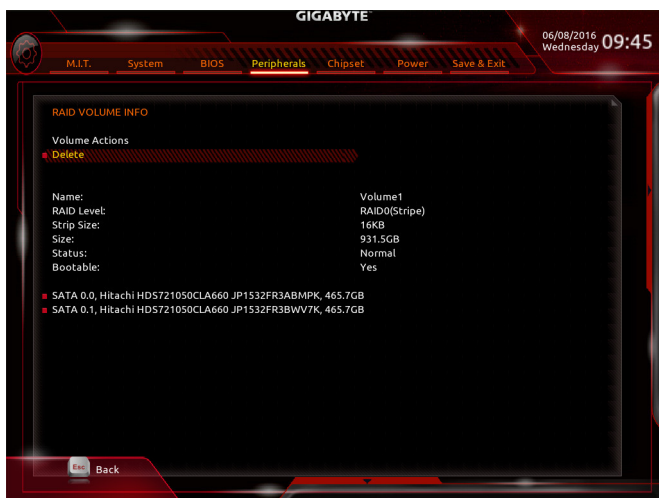 GIGABYTE™
06/08/2016
Wednesday
09:45
M.I.T. System BIOS Peripherals Chipset Power Save & Exit
RAID VOLUME INFO
Volume Actions
Delete
Name: Volume1
RAID Level: RAID0(Stripe)
Strip Size: 16KB
Size: 931.5GB
Status: Normal
Bootable: Yes
SATA 0.0, Hitachi HDS721050CLA660 JP1532FR3ABMPK, 465.7GB
SATA 0.1, Hitachi HDS721050CLA660 JP1532FR3BWV7K, 465.7GB
Esc Back